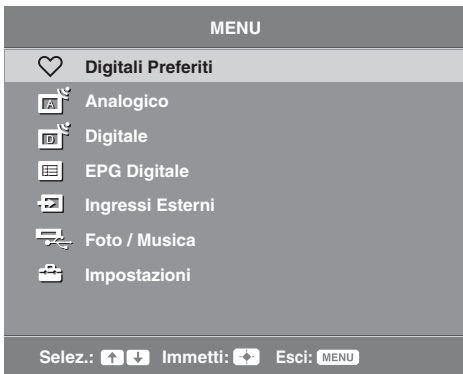 MENU
Digitali Preferiti
A Analogico
D Digitale
EPG Digitale
Ingressi Esterni
Foto / Musica
Impostazioni
Selez.: ↑ ↓ Immetti: Esci: MENU